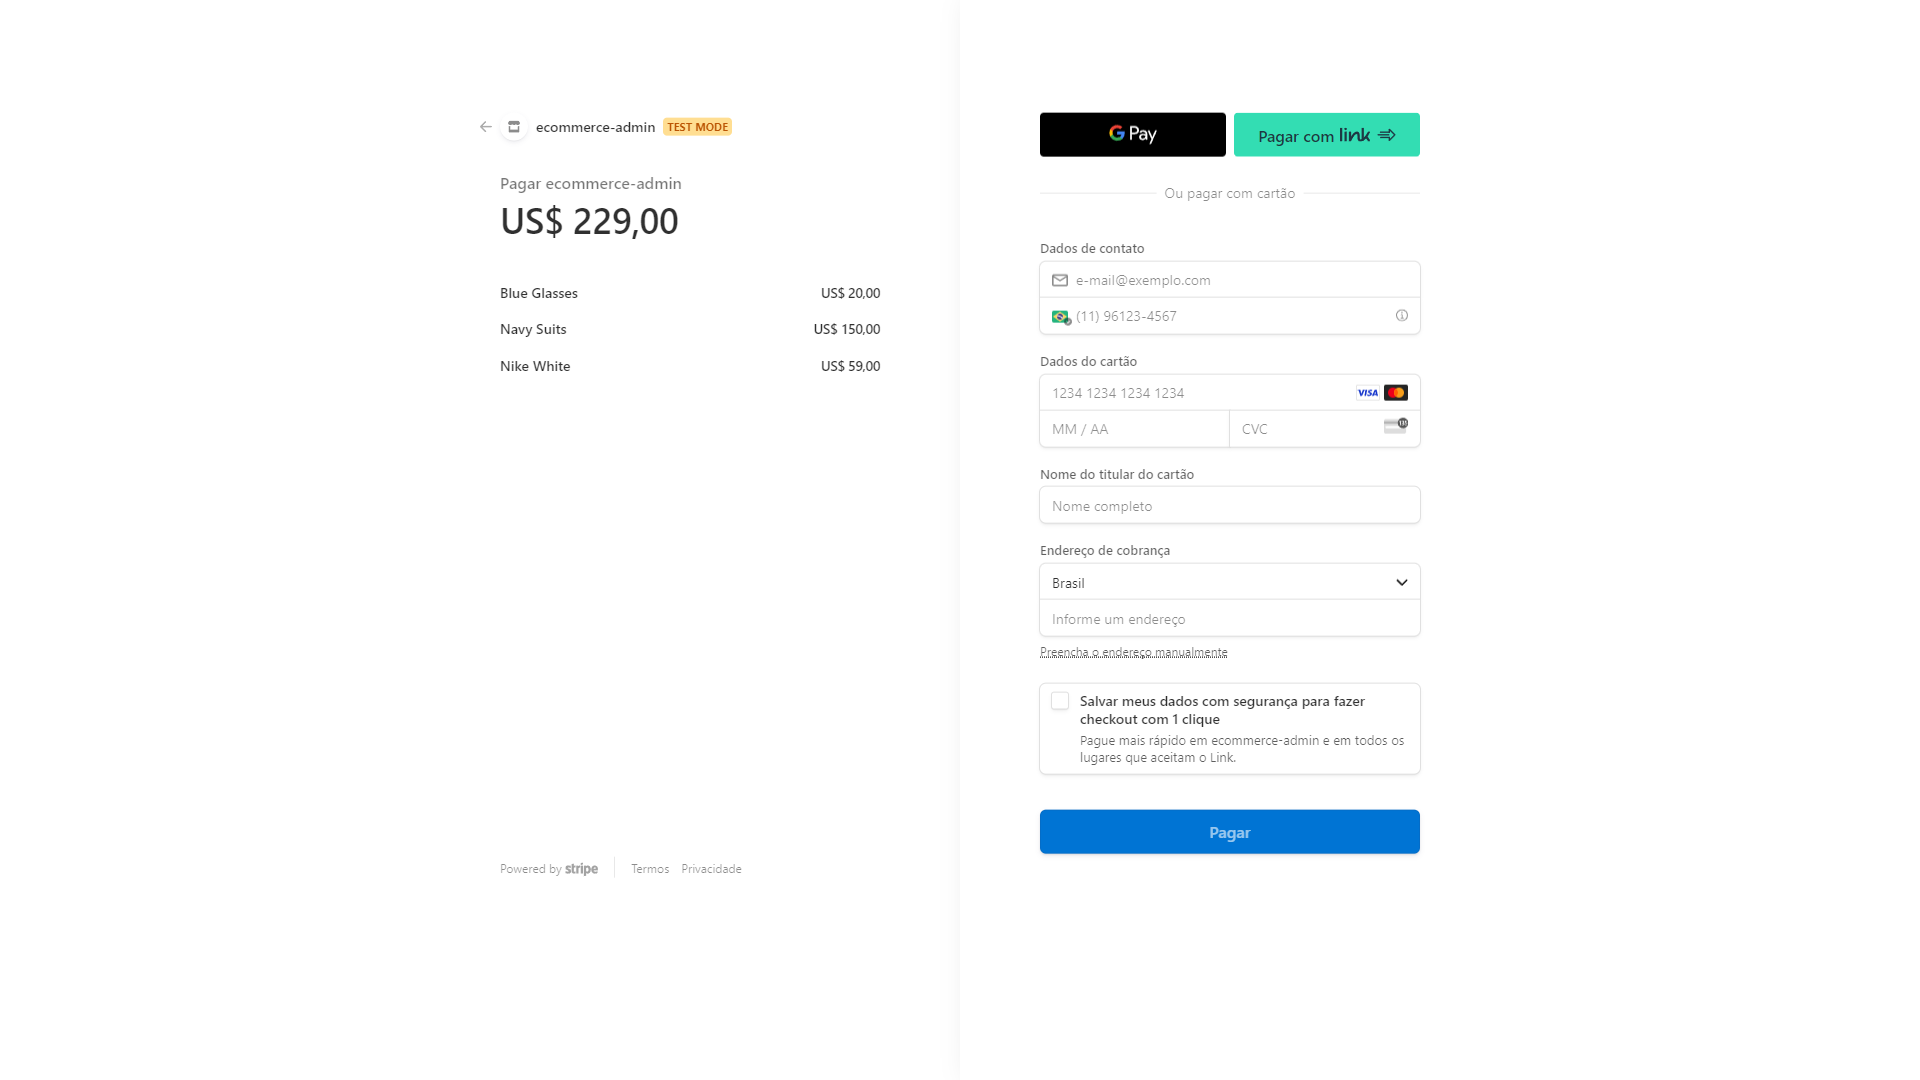 ecommerce-admin TEST MODE
Pagar ecommerce-admin
US$ 229,00
Blue Glasses US$ 20,00
Navy Suits US$ 150,00
Nike White US$ 59,00
Powered by stripe Termos Privacidade
G Pay Pagar com link
Ou pagar com cartão
Dados de contato
e-mail@exemplo.com
(11) 96123-4567
Dados do cartão
1234 1234 1234 1234 VISA
MM / AA CVC
Nome do titular do cartão
Nome completo
Endereço de cobrança
Brasil
Informe um endereço
Preencha o endereço manualmente
Salvar meus dados com segurança para fazer
checkout com 1 clique
Pague mais rápido em ecommerce-admin e em todos os
lugares que aceitam o Link.
Pagar